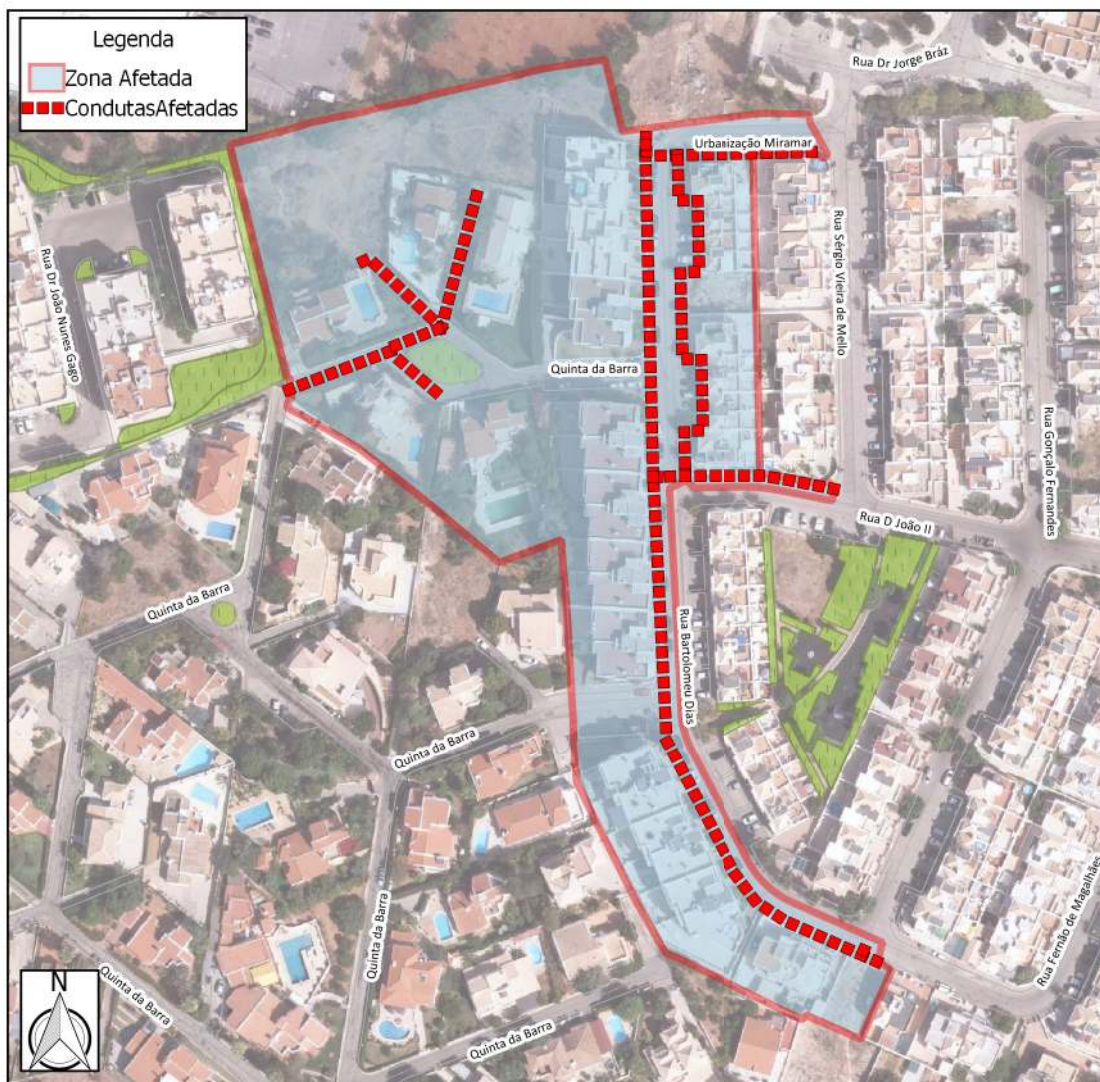 Legenda
Zona Afetada
CondutasAfetadas
Rua Dr Jorge Bráz
Urbanização Miramar
Rua Sérgio Vieira de Mello
Rua Dr João Nunes Gago
Quinta da Barra
Rua Gonçalo Fernandes
Rua D João II
Quinta da Barra
Rua Bartolomeu Dias
Quinta da Barra
Rua Fernão de Magalhães
Quinta da Barra
Quinta da Barra
Quinta da Barra
N